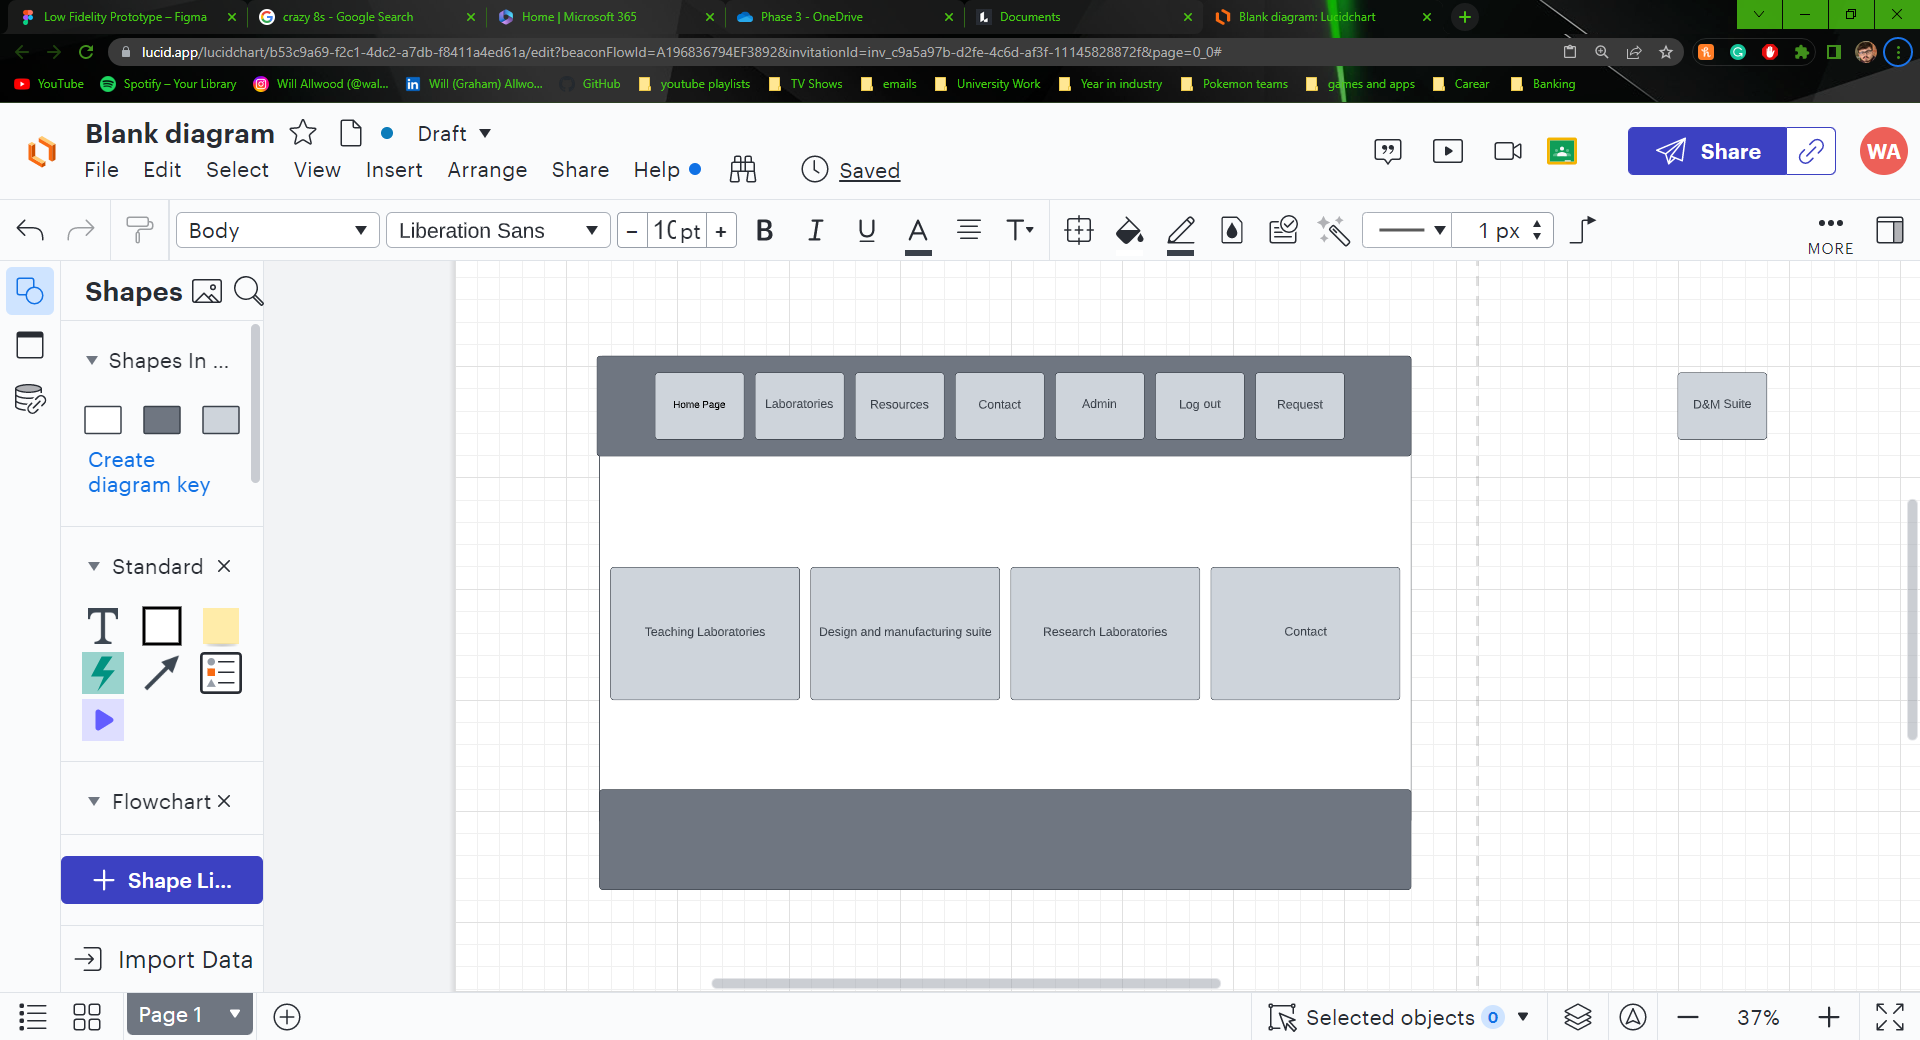 Low Fidelity Prototype – Figma
crazy 8s - Google Search
Home | Microsoft 365
Phase 3 - OneDrive
Documents
Blank diagram: Lucidchart
lucid.app/lucidchart/b53c9a69-f2c1-4dc2-a7db-f8411a4ed61a/edit?beaconFlowId=A196836794EF3892&invitationId=inv_c9a5a97b-d2fe-4c6d-af3f-11145828872f&page=0_0#
YouTube
Spotify – Your Library
Will Allwood (@wal...
Will (Graham) Allwo...
GitHub
youtube playlists
TV Shows
emails
University Work
Year in industry
Pokemon teams
games and apps
Carear
Banking
Blank diagram
Draft
File Edit Select View Insert Arrange Share Help
Saved
Share
WA
Body
Liberation Sans
10 pt
B I U A T
1 px
MORE
Shapes
Shapes In ...
Create
diagram key
Standard
T
Flowchart
Shape Li...
Import Data
Home Page
Laboratories
Resources
Contact
Admin
Log out
Request
D&M Suite
Teaching Laboratories
Design and manufacturing suite
Research Laboratories
Contact
Page 1
Selected objects 0
37%